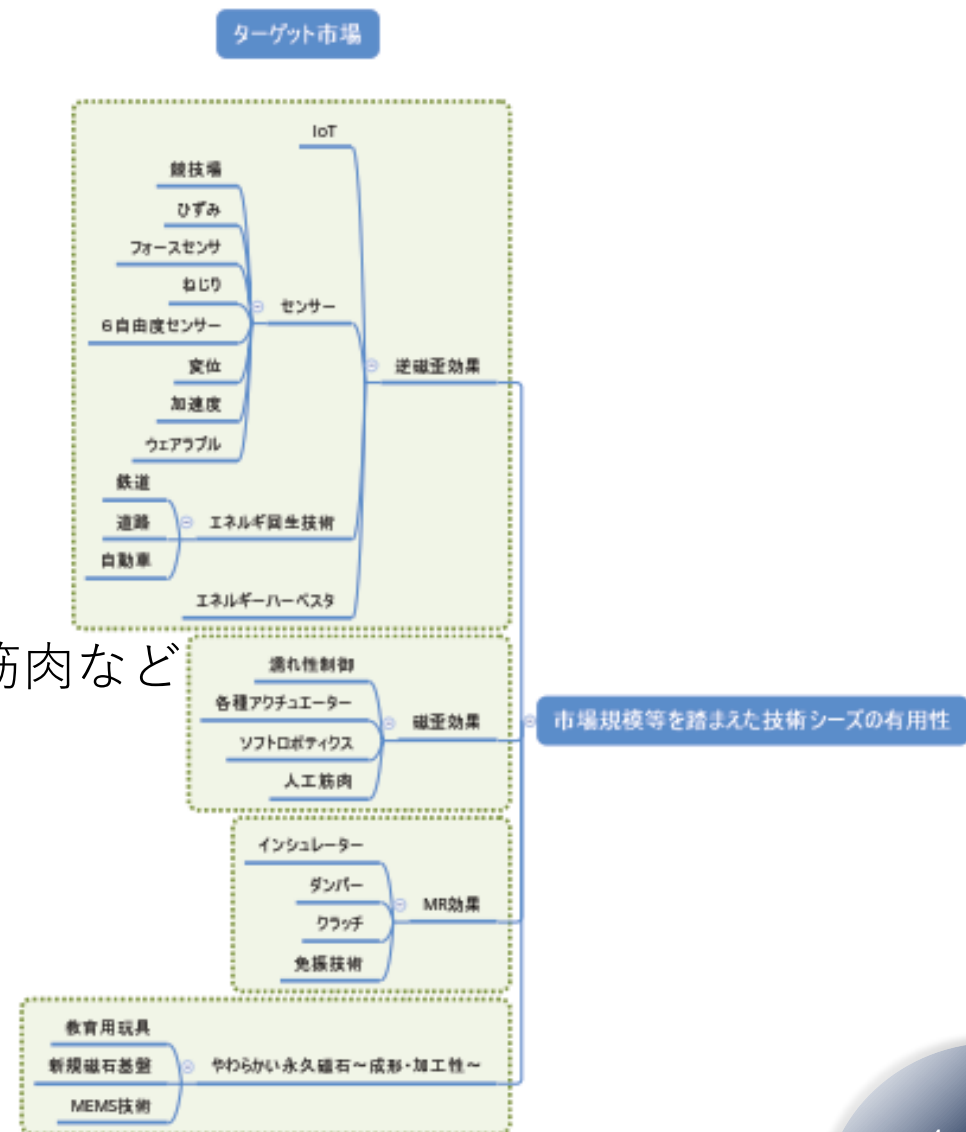 ターゲット市場
IoT
競技場
ひずみ
フォースセンサ
ねじり
6自由度センサー
変位
加速度
ウェアラブル
センサー
逆磁歪効果
鉄道
道路
自動車
エネルギ回生技術
エネルギーハーベスタ
筋肉など
濡れ性制御
各種アクチュエーター
ソフトロボティクス
人工筋肉
磁歪効果
市場規模等を踏まえた技術シーズの有用性
インシュレーター
ダンパー
クラッチ
免振技術
MR効果
教育用玩具
新規磁石基盤
MEMS技術
やわらかい永久磁石～成形・加工性～